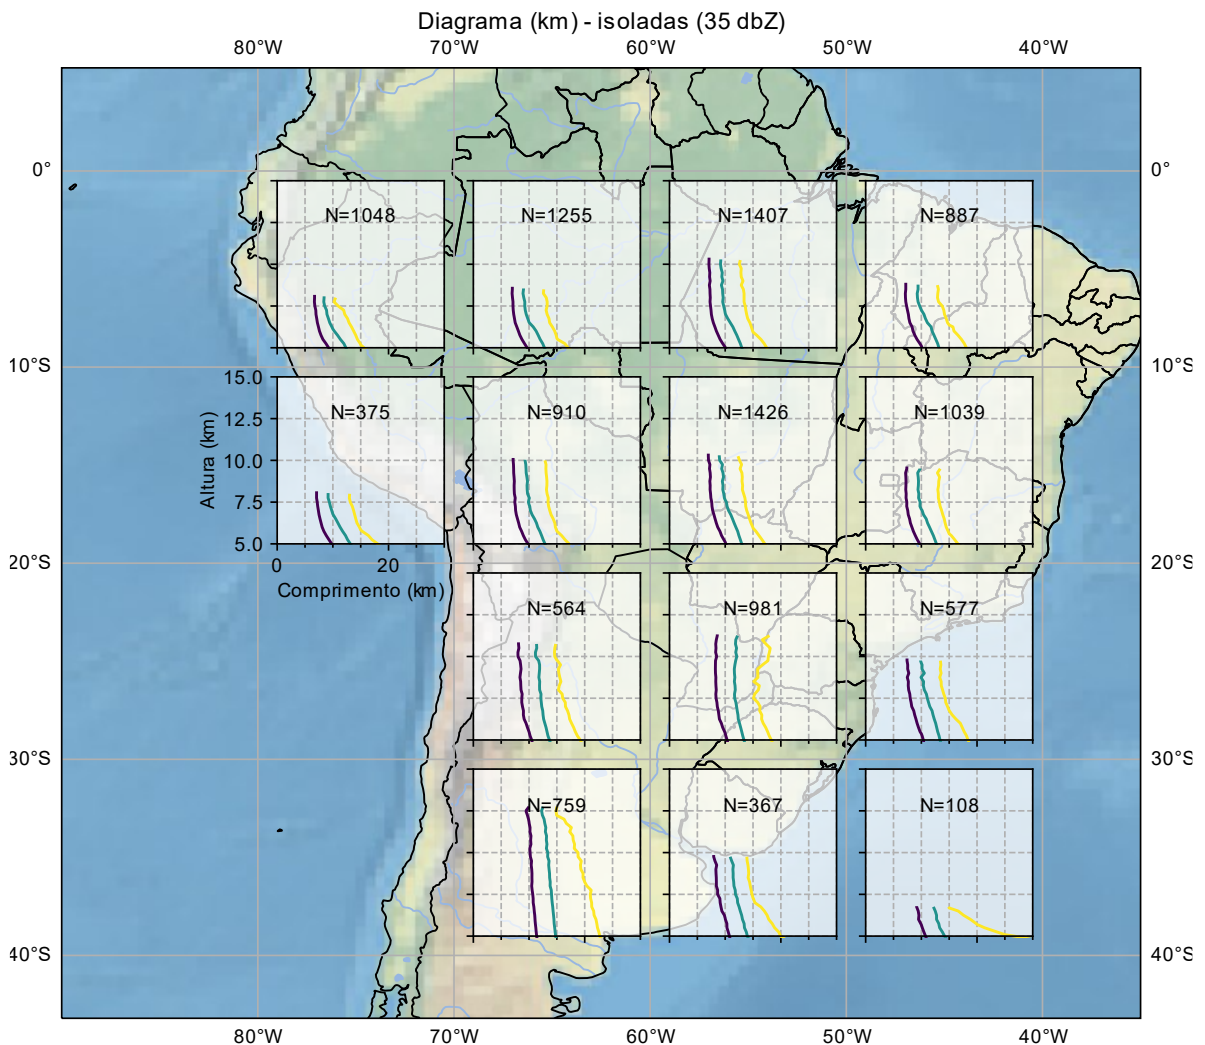 Diagrama (km) - isoladas (35 dbZ)
80°W 70°W 60°W 50°W 40°W
0° 0°
N=1048 N=1255 N=1407 N=887
10°S 10°S
15.0
N=375 N=910 N=1426 N=1039
12.5
Altura (km)
10.0
7.5
5.0
20°S 20°S
0 20
Comprimento (km)
N=564 N=981 N=577
30°S 30°S
N=759 N=367 N=108
40°S 40°S
80°W 70°W 60°W 50°W 40°W